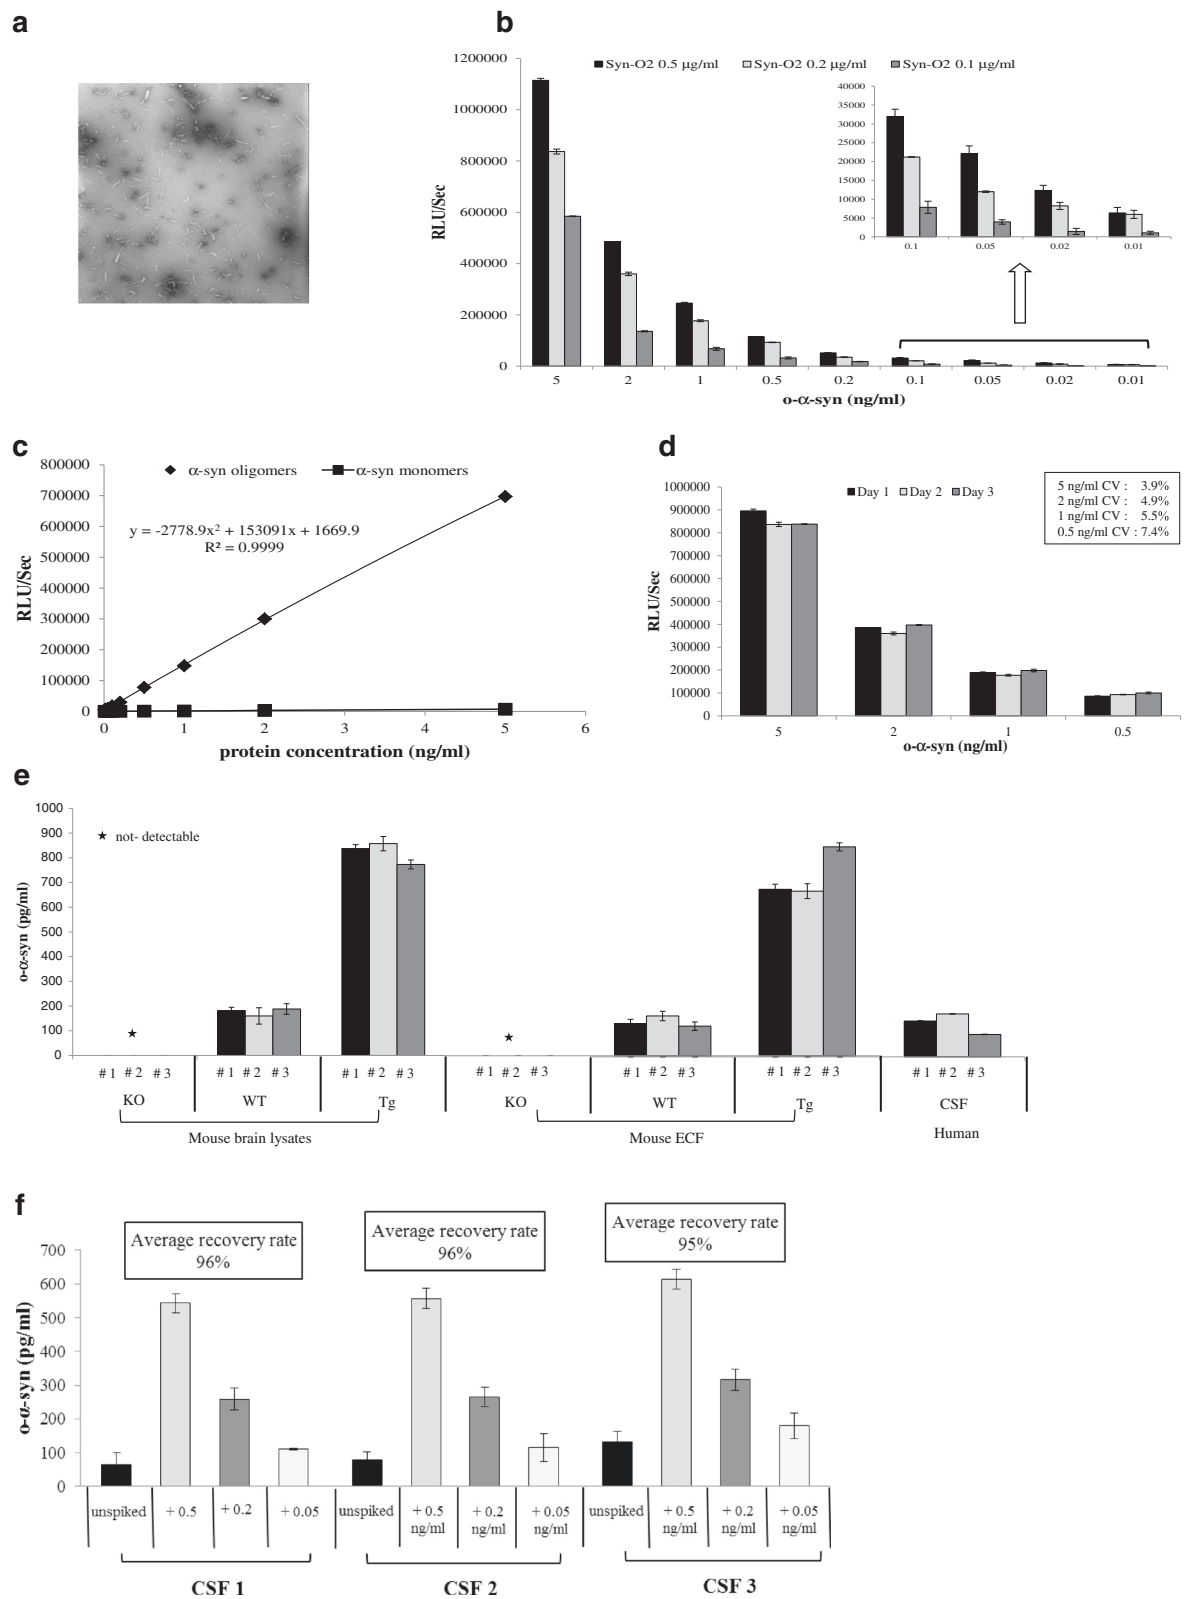 a
b
Syn-O2 0.5 µg/ml Syn-O2 0.2 µg/ml Syn-O2 0.1 µg/ml
1200000
1000000
800000
600000
400000
200000
0
RLU/Sec
40000
35000
30000
25000
20000
15000
10000
5000
0
0.1 0.05 0.02 0.01
5 2 1 0.5 0.2 0.1 0.05 0.02 0.01
o-α-syn (ng/ml)
c
800000
700000
600000
500000
400000
300000
200000
100000
0
RLU/Sec
α-syn oligomers α-syn monomers
y = -2778.9x² + 153091x + 1669.9
R² = 0.9999
0 1 2 3 4 5 6
protein concentration (ng/ml)
d
1000000
900000
800000
700000
600000
500000
400000
300000
200000
100000
0
RLU/Sec
Day 1 Day 2 Day 3
5 ng/ml CV : 3.9%
2 ng/ml CV : 4.9%
1 ng/ml CV : 5.5%
0.5 ng/ml CV : 7.4%
5 2 1 0.5
o-α-syn (ng/ml)
e
1000
900
800
700
600
500
400
300
200
100
0
o-α-syn (pg/ml)
★ not- detectable
★
★
# 1 # 2 # 3 # 1 # 2 # 3 # 1 # 2 # 3 # 1 # 2 # 3 # 1 # 2 # 3 # 1 # 2 # 3 # 1 # 2 # 3
KO WT Tg KO WT Tg CSF
Mouse brain lysates Mouse ECF Human
f
700
600
500
400
300
200
100
0
o-α-syn (pg/ml)
Average recovery rate
96%
Average recovery rate
96%
Average recovery rate
95%
unspiked + 0.5 + 0.2 + 0.05
unspiked + 0.5 + 0.2 + 0.05
ng/ml ng/ml ng/ml
unspiked + 0.5 + 0.2 + 0.05
ng/ml ng/ml ng/ml
CSF 1 CSF 2 CSF 3